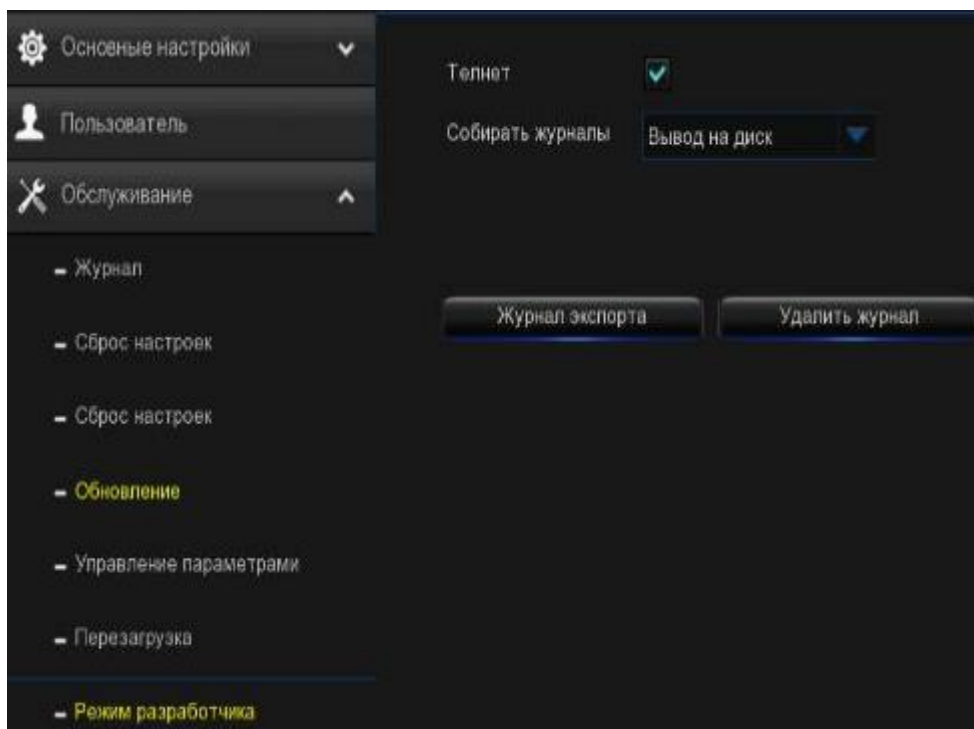 Основные настройки
Пользователь
Обслуживание
Журнал
Сброс настроек
Сброс настроек
Обновление
Управление параметрами
Перезагрузка
Режим разработчика
Телнет
Собирать журналы
Вывод на диск
Журнал экспорта
Удалить журнал